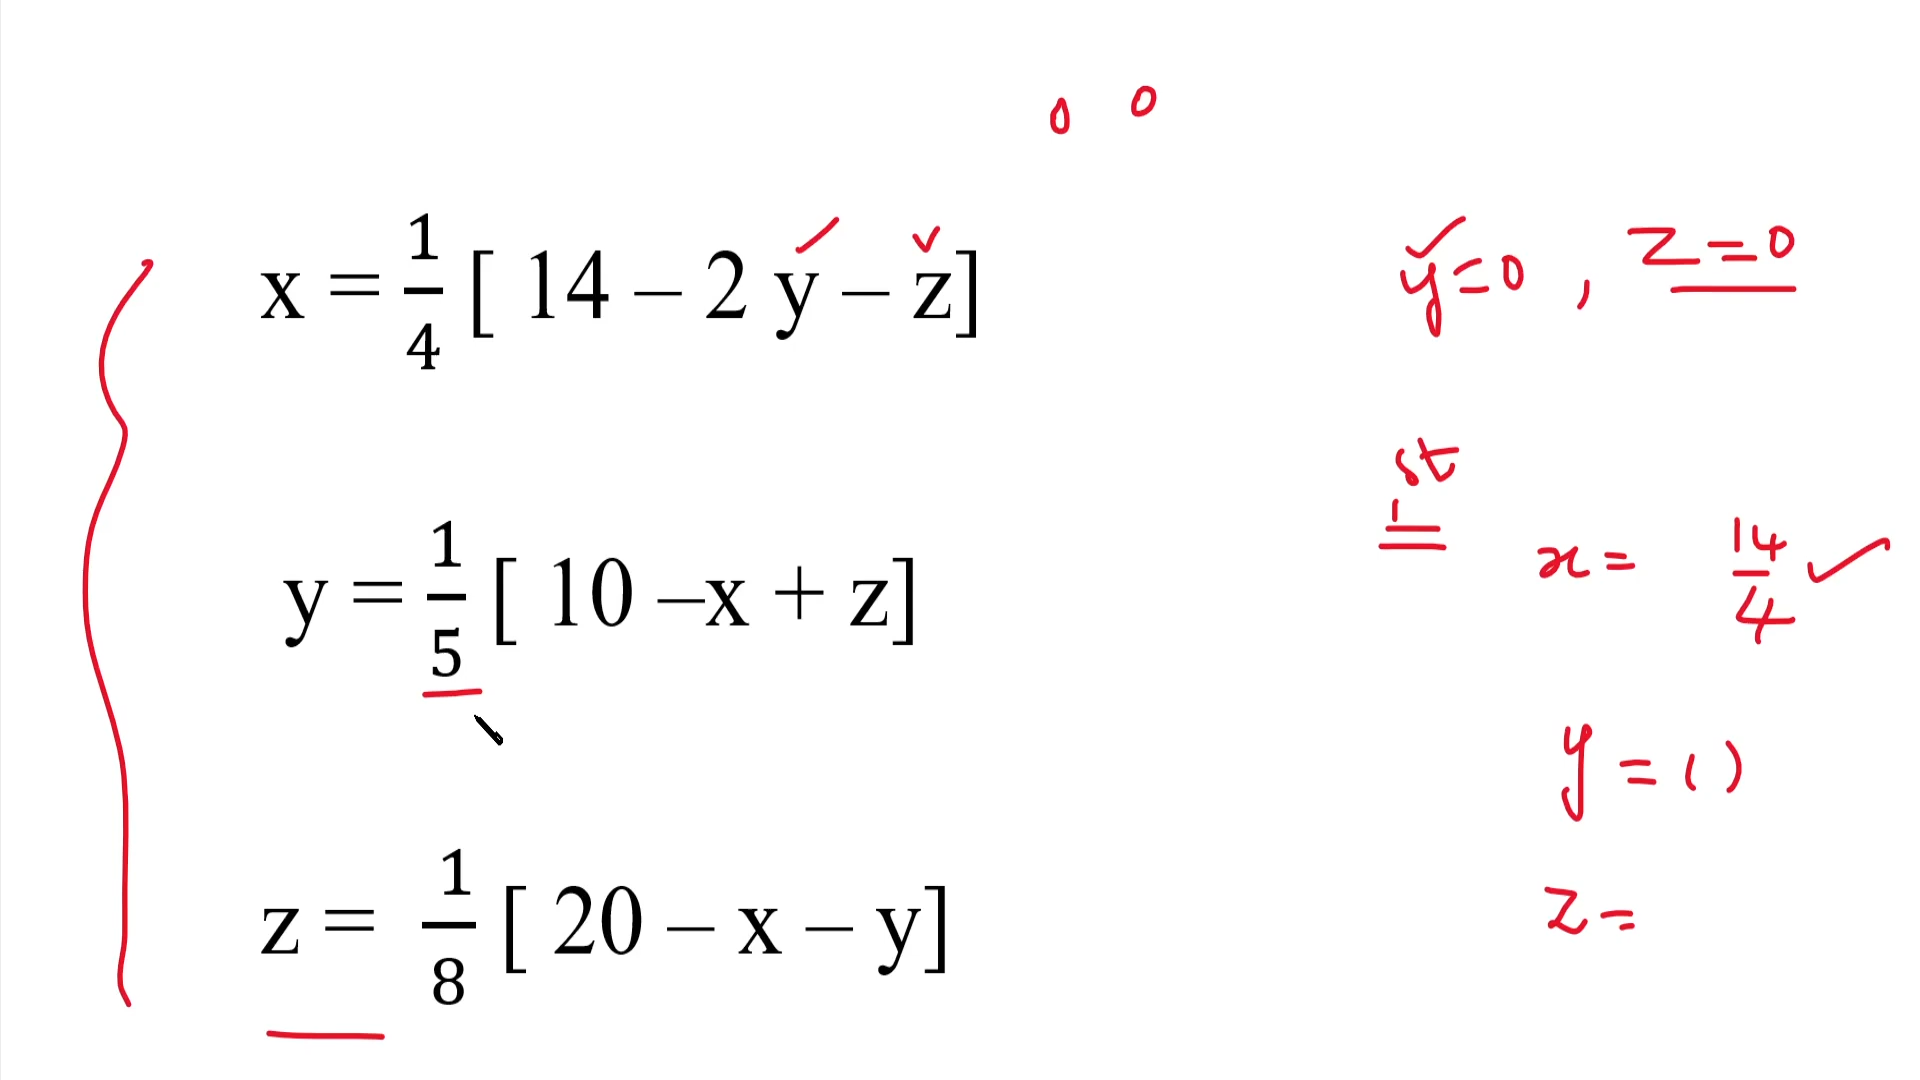 0 0
x = 1/4 [ 14 – 2 y – z]
y=0 , z=0
1st
x = 14/4
y = 1/5 [ 10 –x + z]
y = ( )
z = 1/8 [ 20 – x – y]
z =